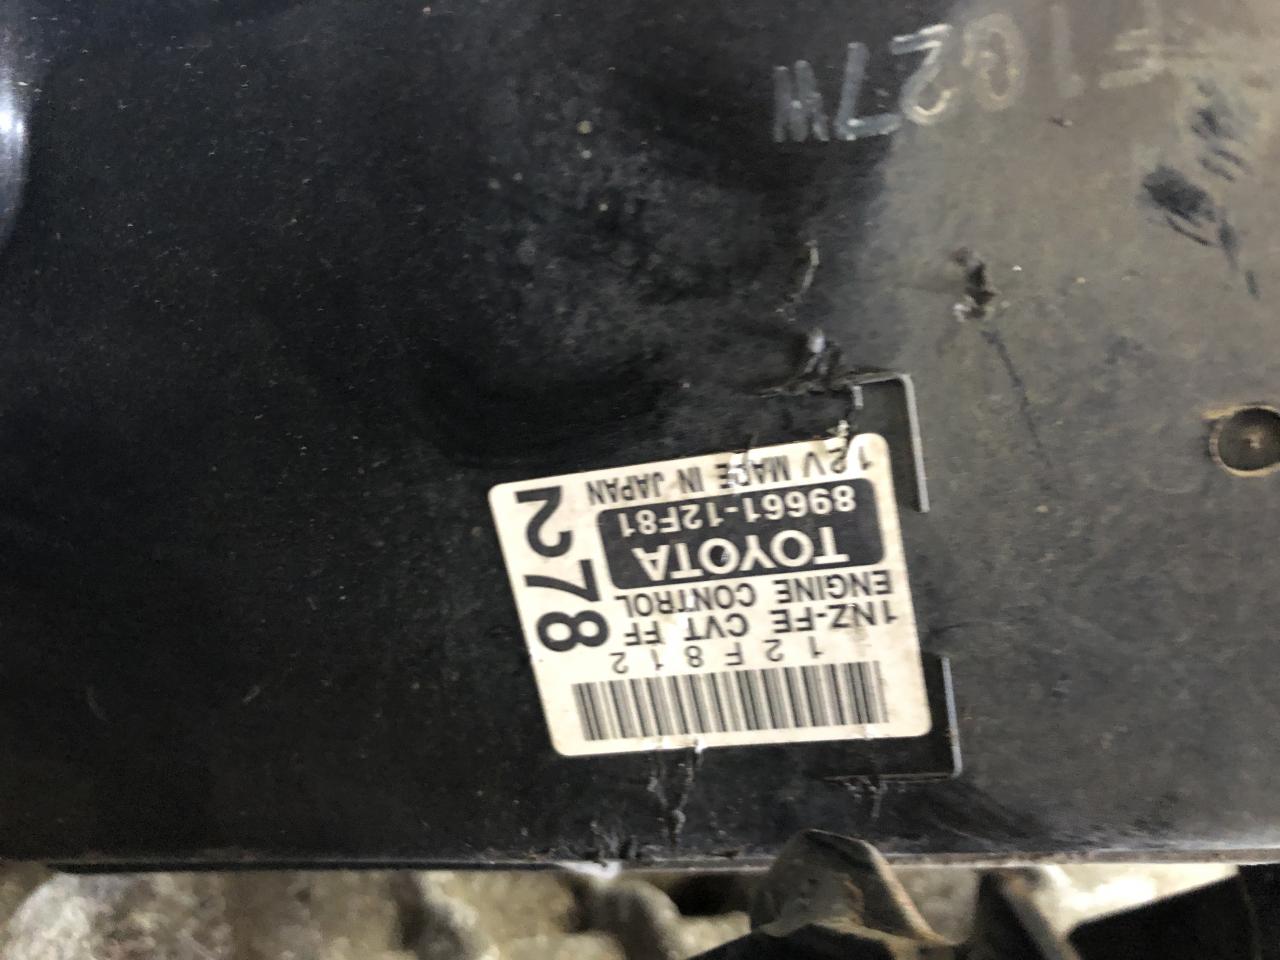 12V MADE IN JAPAN
89661-12F81
TOYOTA
ENGINE CONTROL
1NZ-FE CVT FF
12F812
278